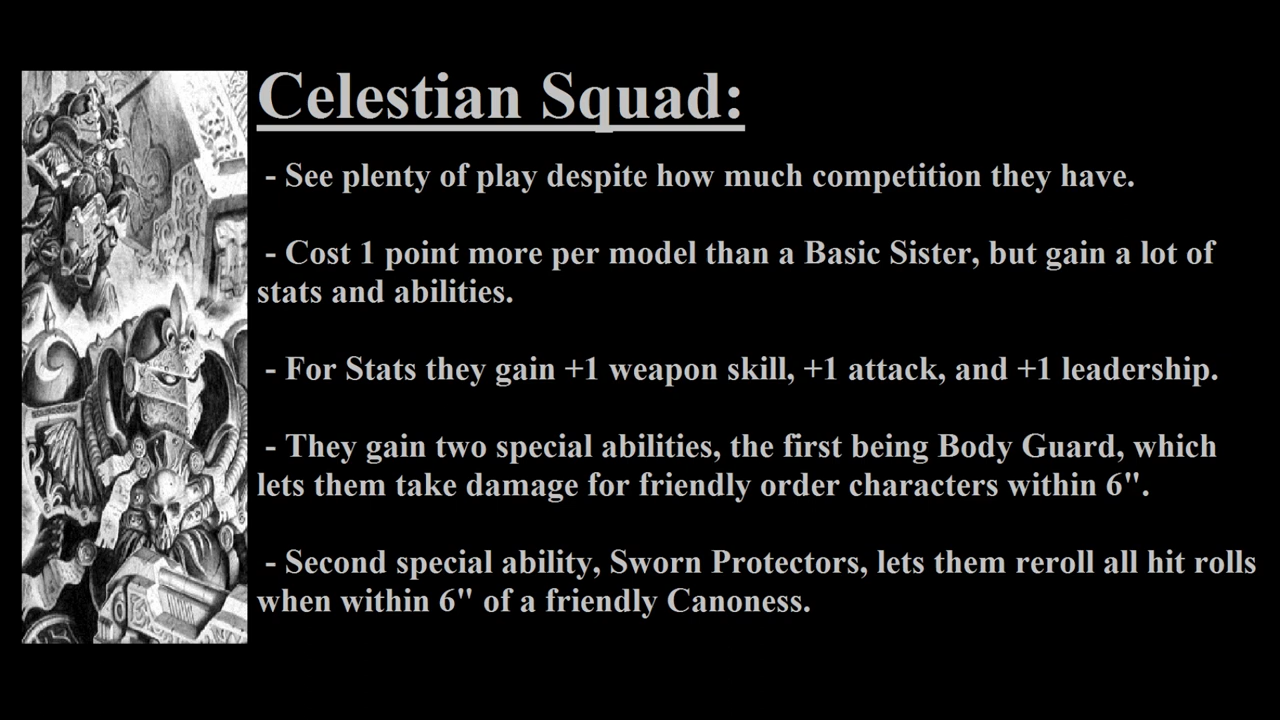 Celestian Squad:
- See plenty of play despite how much competition they have.
- Cost 1 point more per model than a Basic Sister, but gain a lot of
stats and abilities.
- For Stats they gain +1 weapon skill, +1 attack, and +1 leadership.
- They gain two special abilities, the first being Body Guard, which
lets them take damage for friendly order characters within 6".
- Second special ability, Sworn Protectors, lets them reroll all hit rolls
when within 6" of a friendly Canoness.